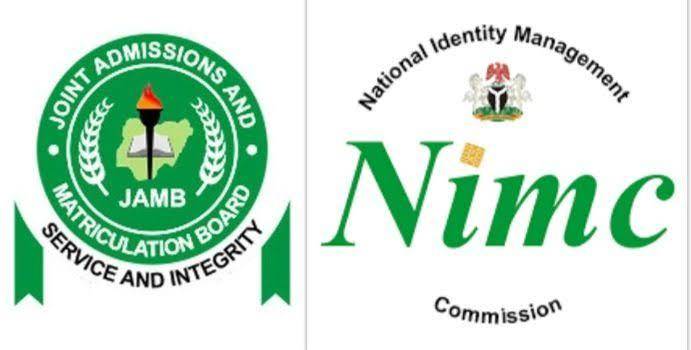 JOINT ADMISSIONS AND
MATRICULATION BOARD
JAMB
SERVICE AND INTEGRITY
National Identity Management
Nimc
Commission